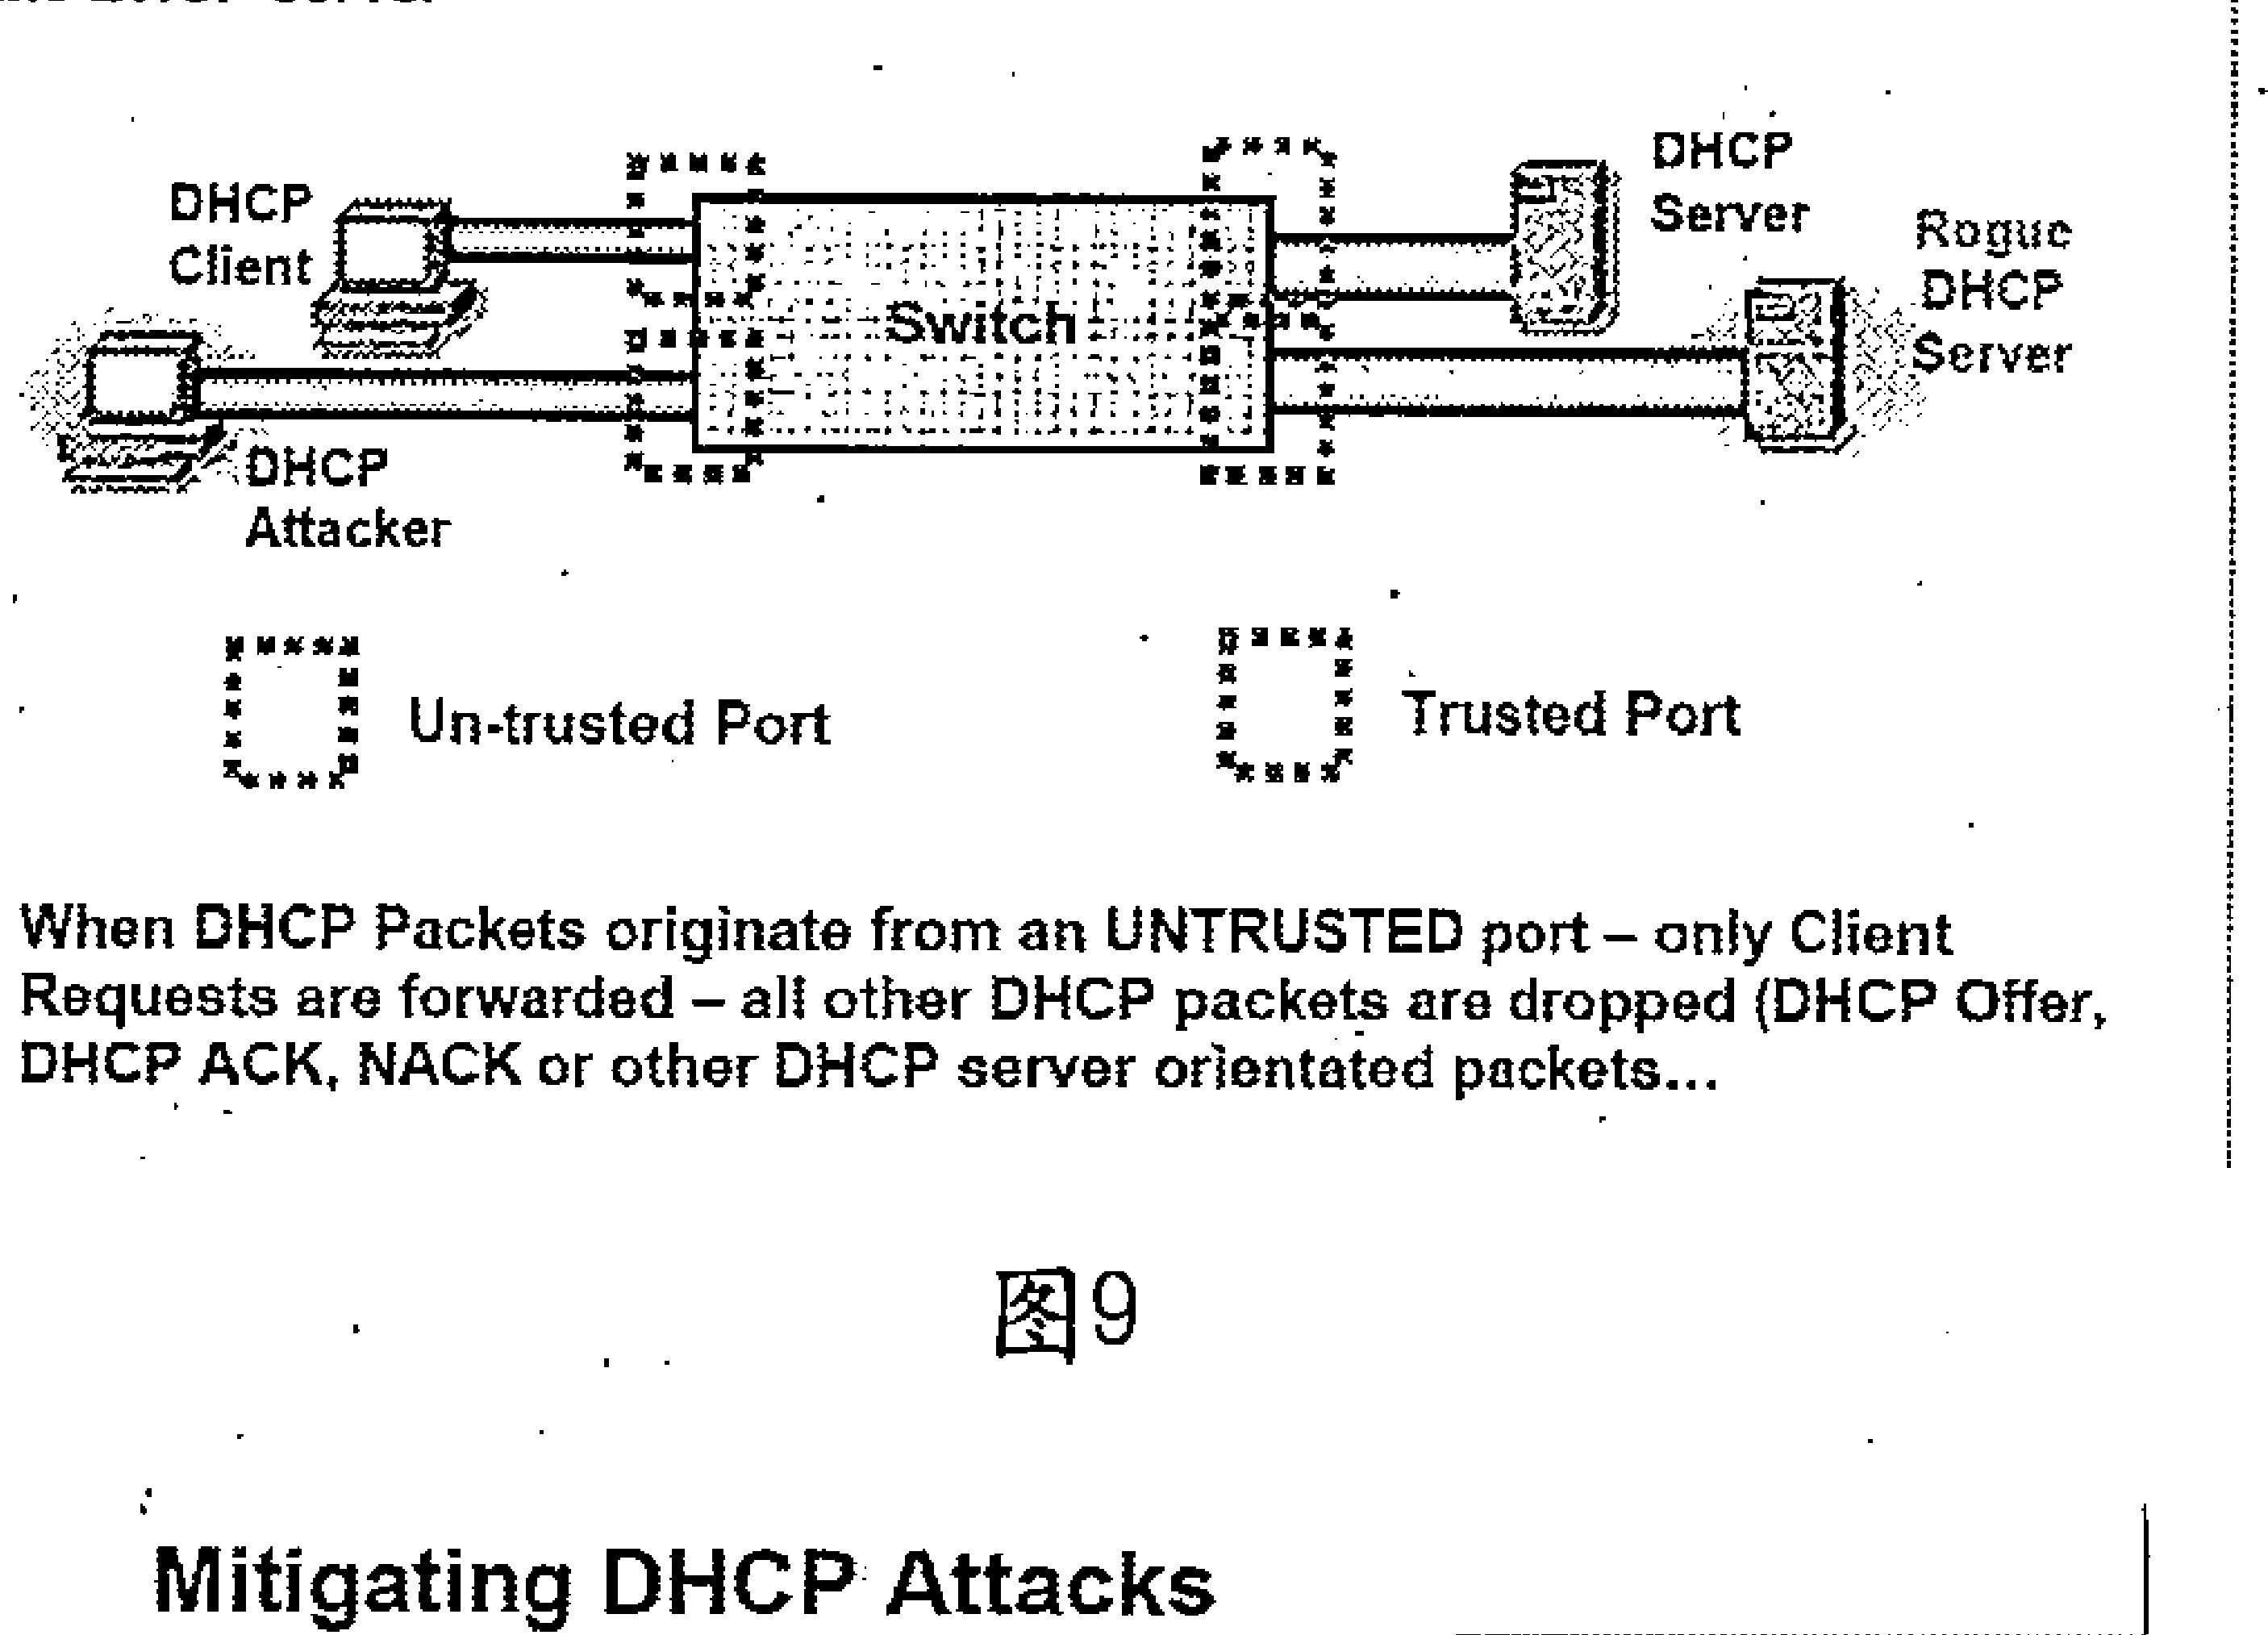 DHCP
Client
DHCP
Attacker
Switch
DHCP
Server
Rogue
DHCP
Server
Un-trusted Port
Trusted Port
When DHCP Packets originate from an UNTRUSTED port – only Client
Requests are forwarded – all other DHCP packets are dropped (DHCP Offer,
DHCP ACK, NACK or other DHCP server orientated packets...
图9
Mitigating DHCP Attacks